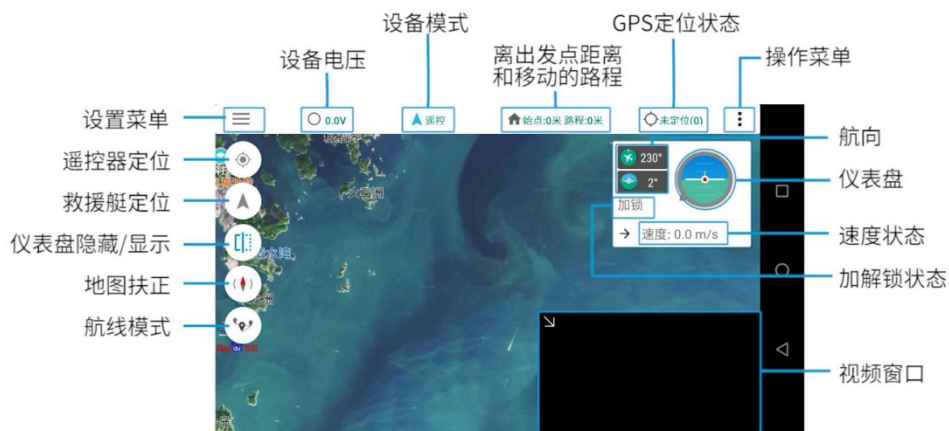 设备模式
GPS定位状态
设备电压
离出发点距离
和移动的路程
操作菜单
设置菜单
0.0V
遥控
始点:0米 路程:0米
未定位(0)
遥控器定位
救援艇定位
仪表盘隐藏/显示
地图扶正
航线模式
230°
2°
加锁
速度: 0.0 m/s
航向
仪表盘
速度状态
加解锁状态
视频窗口
du